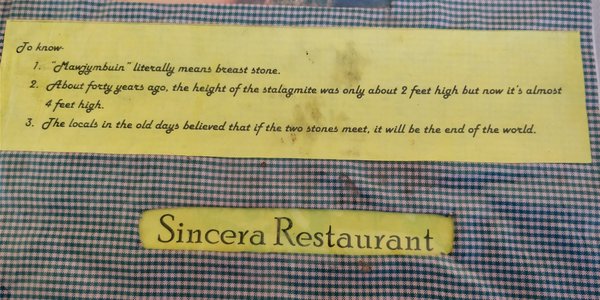 To know-
1. "Mawjymbuin" literally means breast stone.
2. About forty years ago, the height of the stalagmite was only about 2 feet high but now it's almost
4 feet high.
3. The locals in the old days believed that if the two stones meet, it will be the end of the world.
Sincera Restaurant